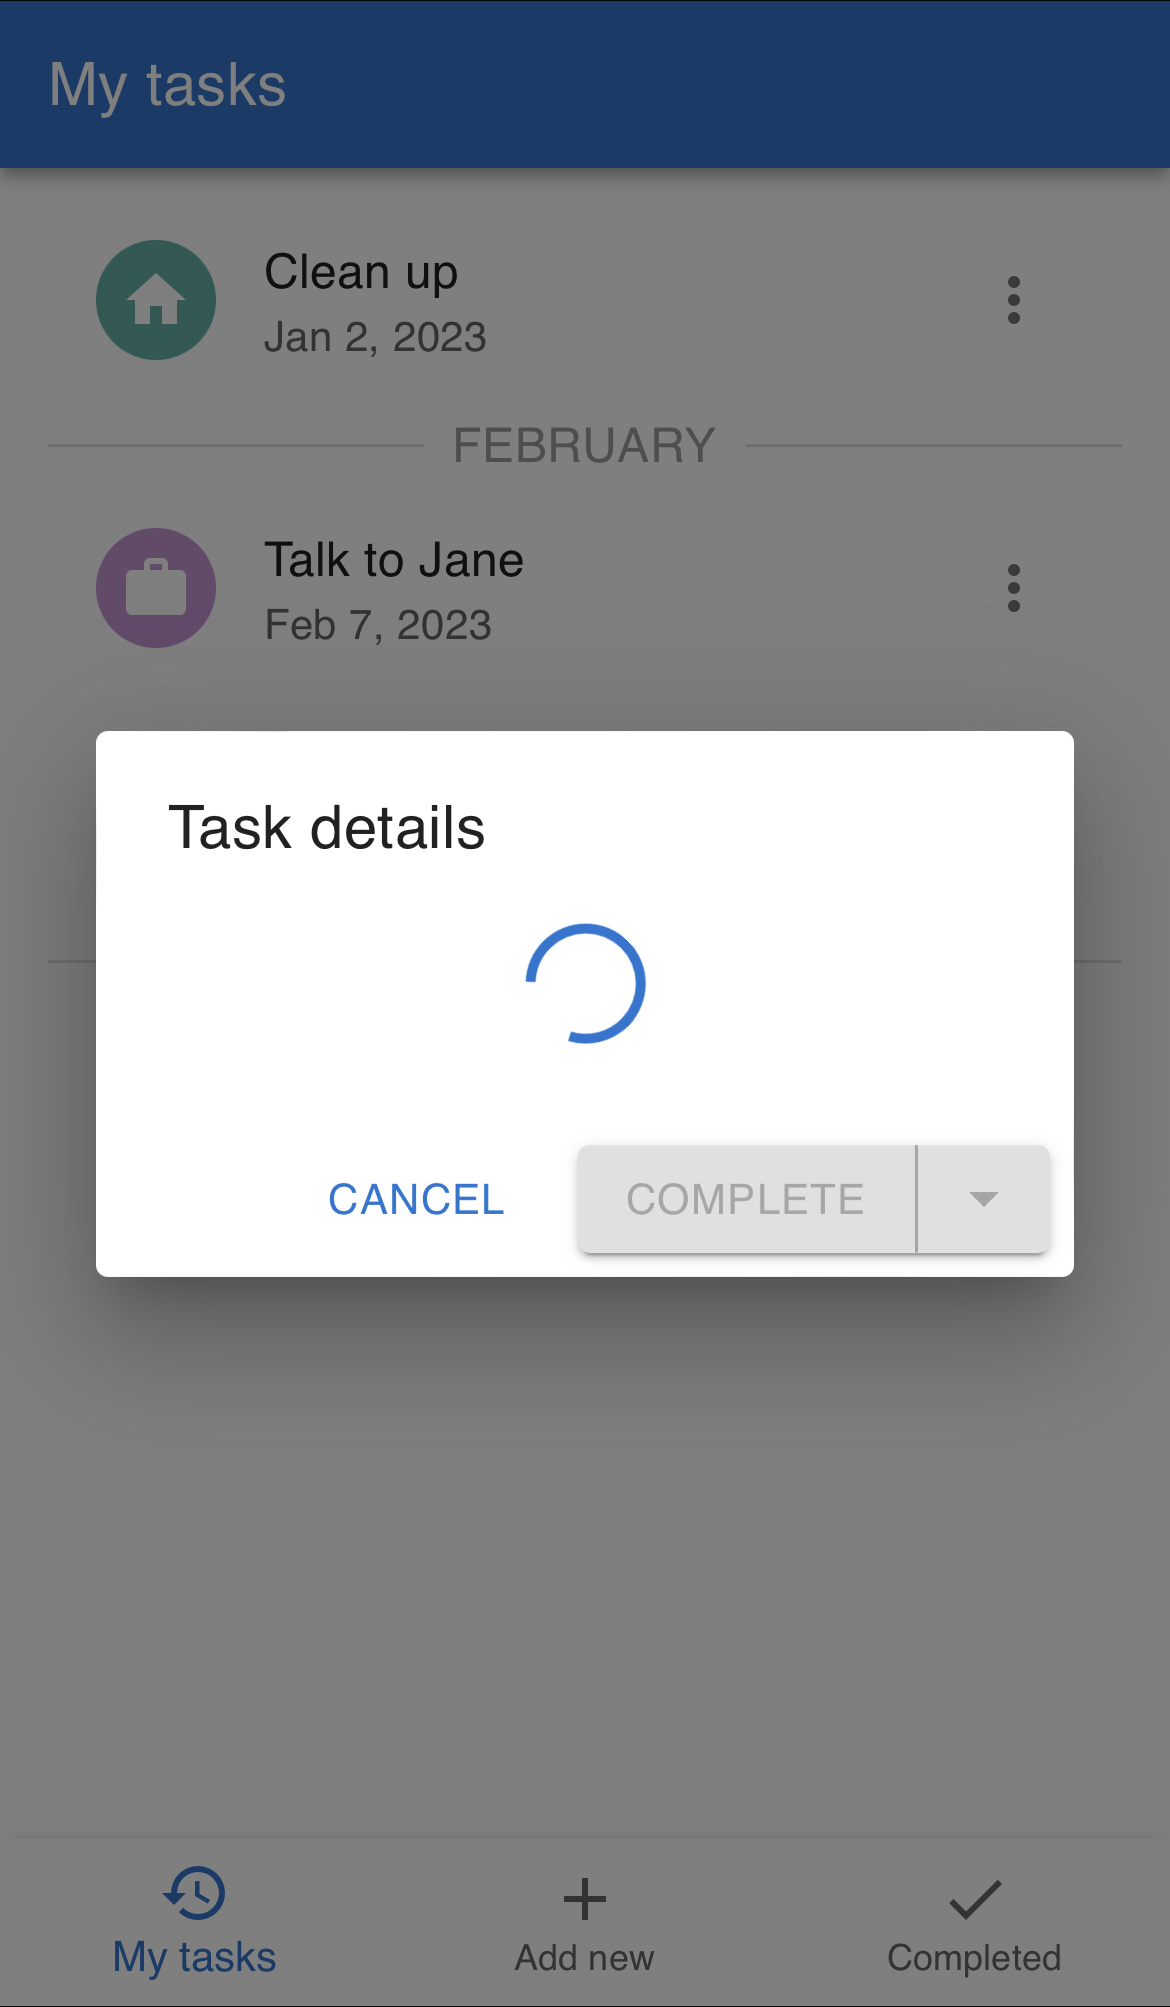 My tasks
Clean up
Jan 2, 2023
FEBRUARY
Talk to Jane
Feb 7, 2023
Task details
CANCEL
COMPLETE
My tasks
Add new
Completed